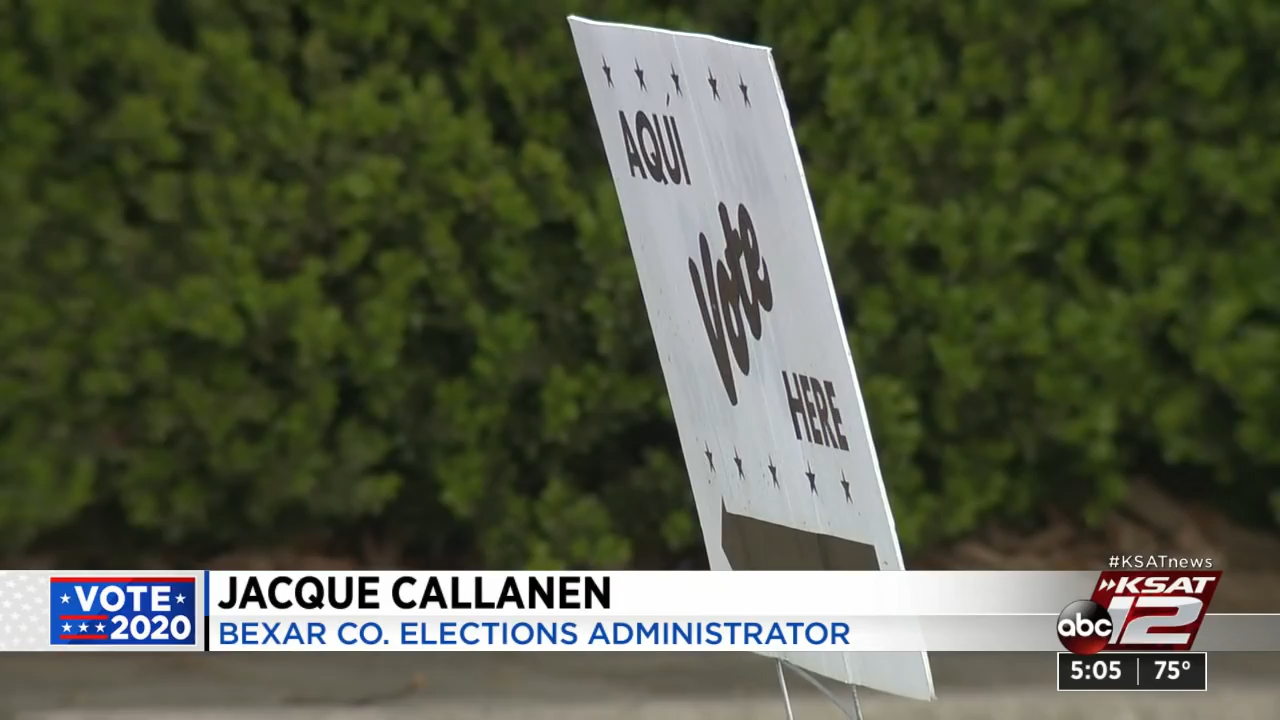 AQUÍ
Vote
HERE
#KSATnews
VOTE
2020
JACQUE CALLANEN
BEXAR CO. ELECTIONS ADMINISTRATOR
KSAT
abc 12
5:05 75°